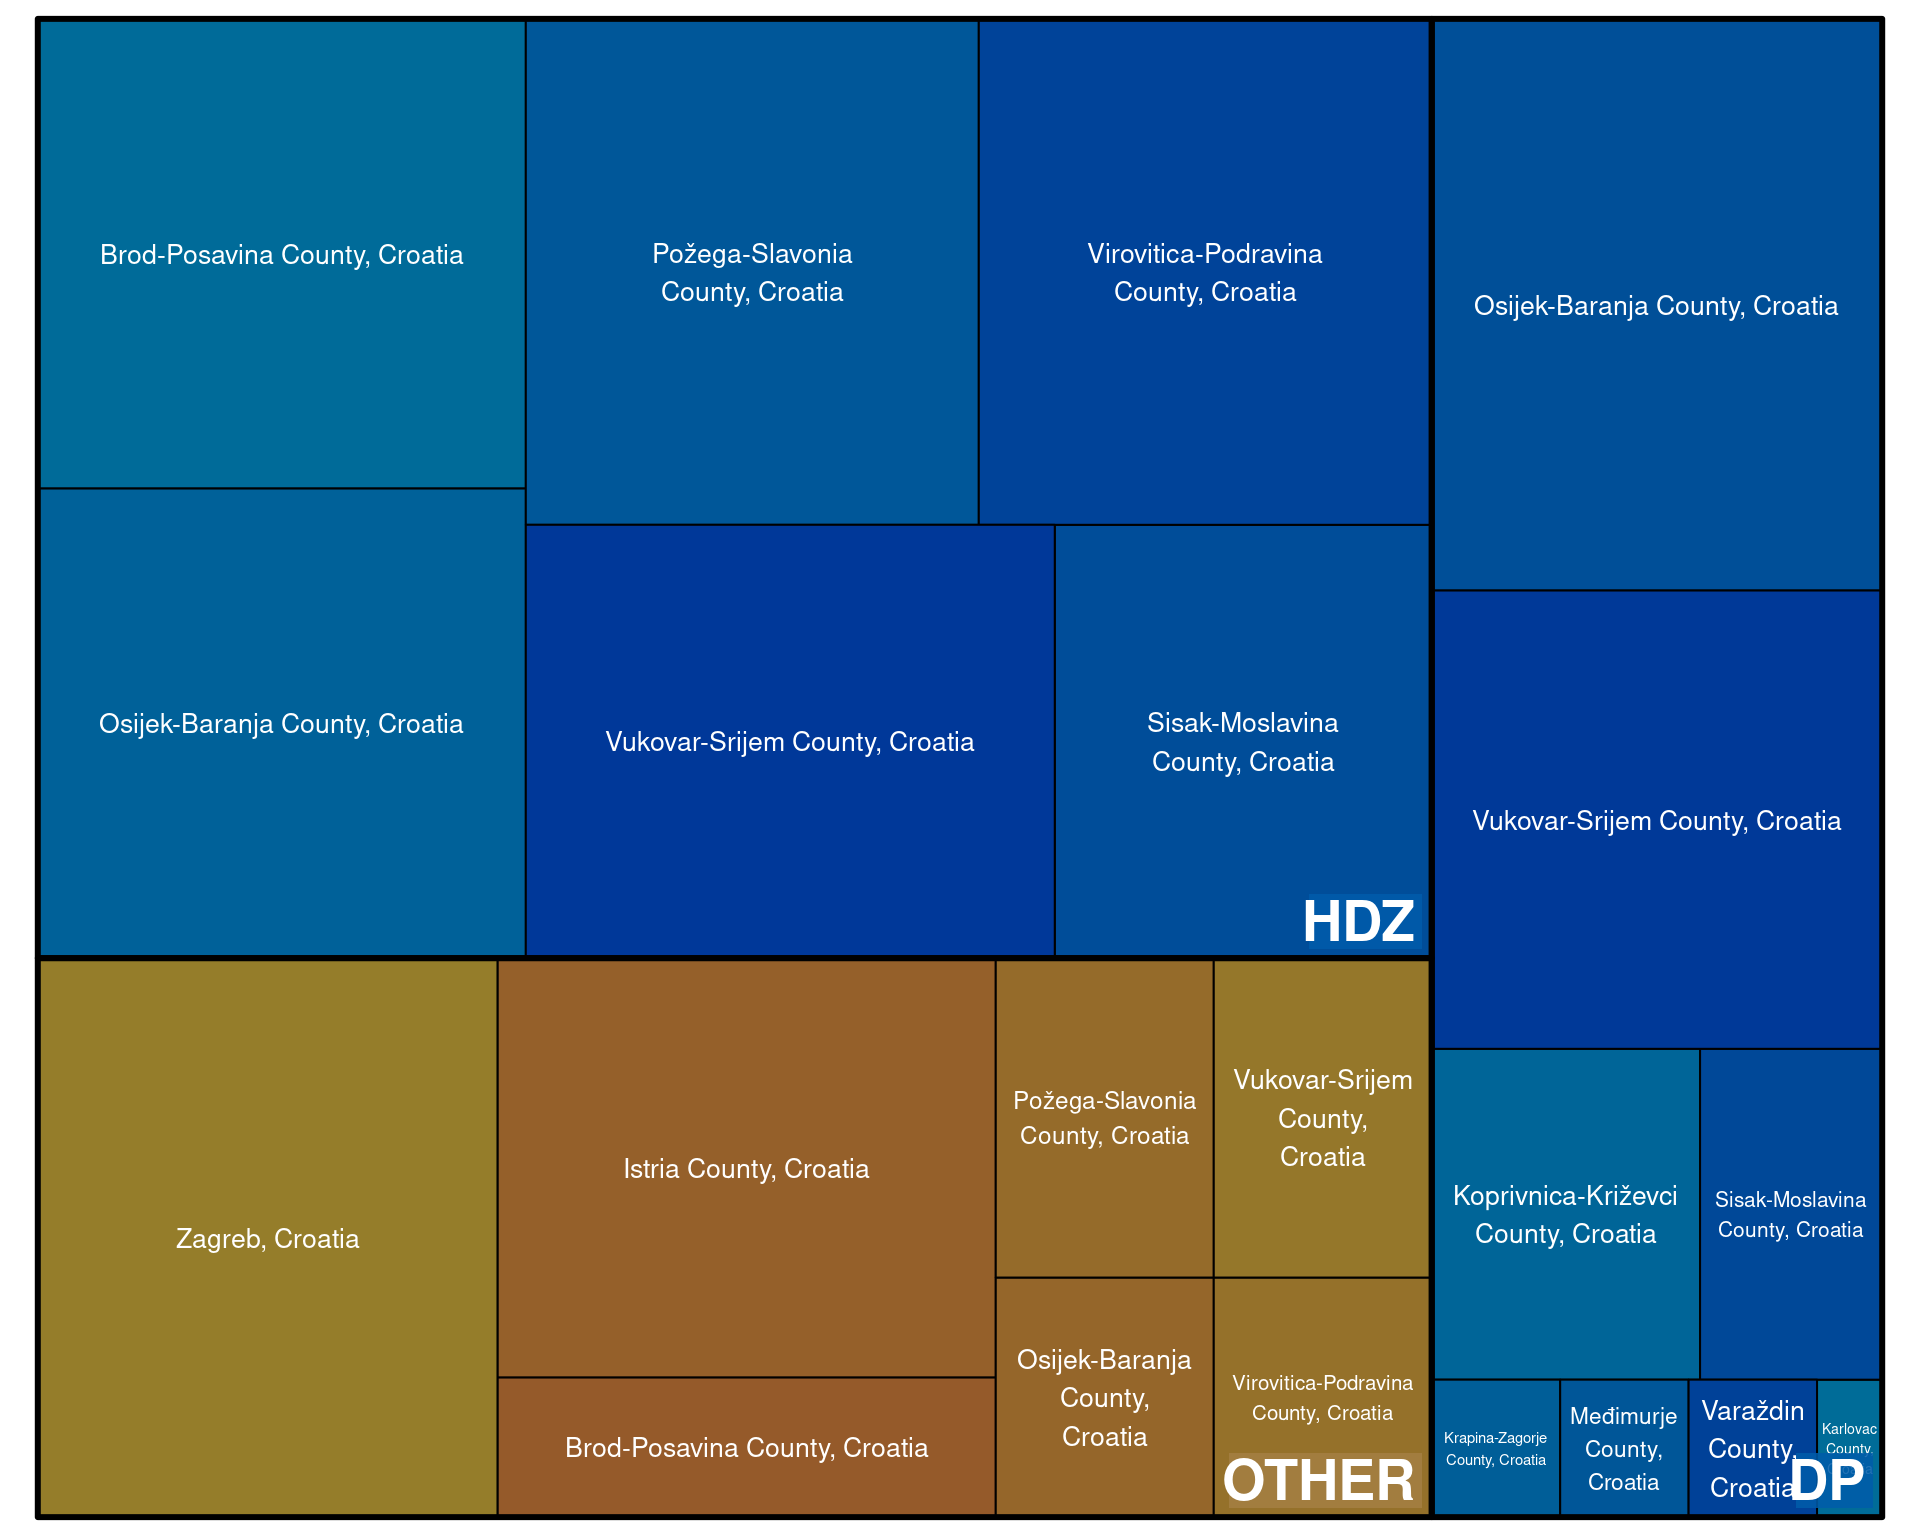 Brod-Posavina County, Croatia
Požega-Slavonia
County, Croatia
Virovitica-Podravina
County, Croatia
Osijek-Baranja County, Croatia
Osijek-Baranja County, Croatia
Vukovar-Srijem County, Croatia
Sisak-Moslavina
County, Croatia
HDZ
Vukovar-Srijem County, Croatia
Zagreb, Croatia
Istria County, Croatia
Brod-Posavina County, Croatia
Požega-Slavonia
County, Croatia
Vukovar-Srijem
County,
Croatia
Osijek-Baranja
County,
Croatia
Virovitica-Podravina
County, Croatia
OTHER
Koprivnica-Križevci
County, Croatia
Sisak-Moslavina
County, Croatia
Krapina-Zagorje
County, Croatia
Međimurje
County,
Croatia
Varaždin
County,
Croatia
Karlovac
County,
DP